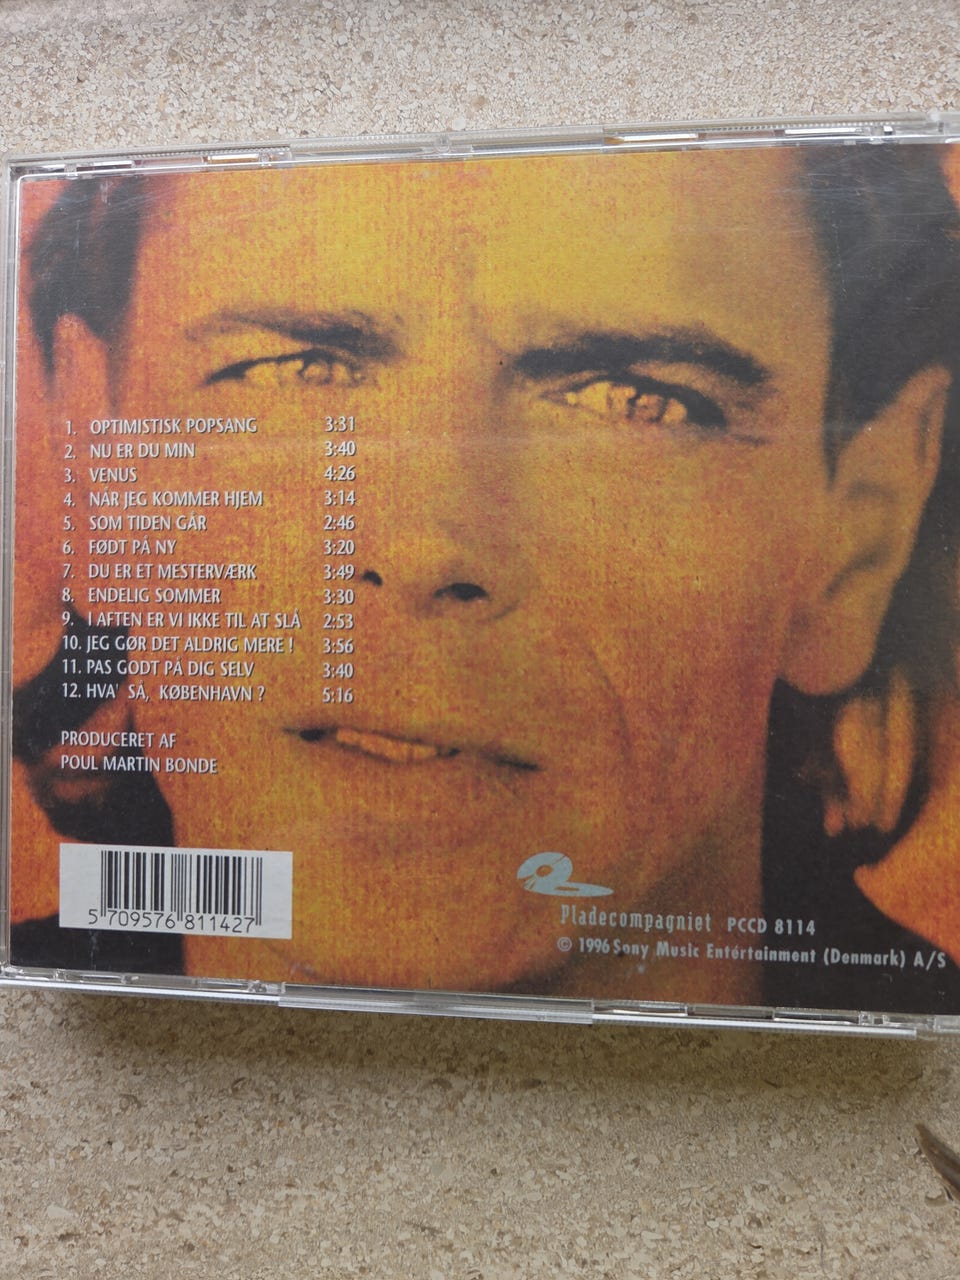 1. OPTIMISTISK POPSANG 3:31
2. NU ER DU MIN 3:40
3. VENUS 4:26
4. NÅR JEG KOMMER HJEM 3:14
5. SOM TIDEN GÅR 2:46
6. FØDT PÅ NY 3:20
7. DU ER ET MESTERVÆRK 3:49
8. ENDELIG SOMMER 3:30
9. I AFTEN ER VI IKKE TIL AT SLÅ 2:53
10. JEG GØR DET ALDRIG MERE ! 3:56
11. PAS GODT PÅ DIG SELV 3:40
12. HVA' SÅ, KØBENHAVN ? 5:16
PRODUCERET AF
POUL MARTIN BONDE
5 709576 811427
Pladecompagniet PCCD 8114
© 1996 Sony Music Entertainment (Denmark) A/S